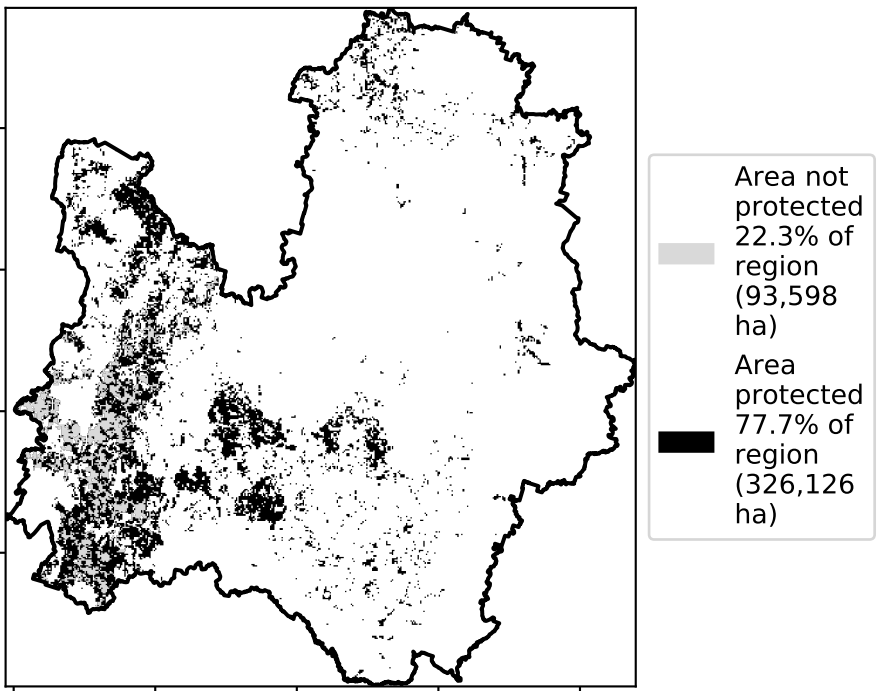 Area not
protected
22.3% of
region
(93,598
ha)
Area
protected
77.7% of
region
(326,126
ha)